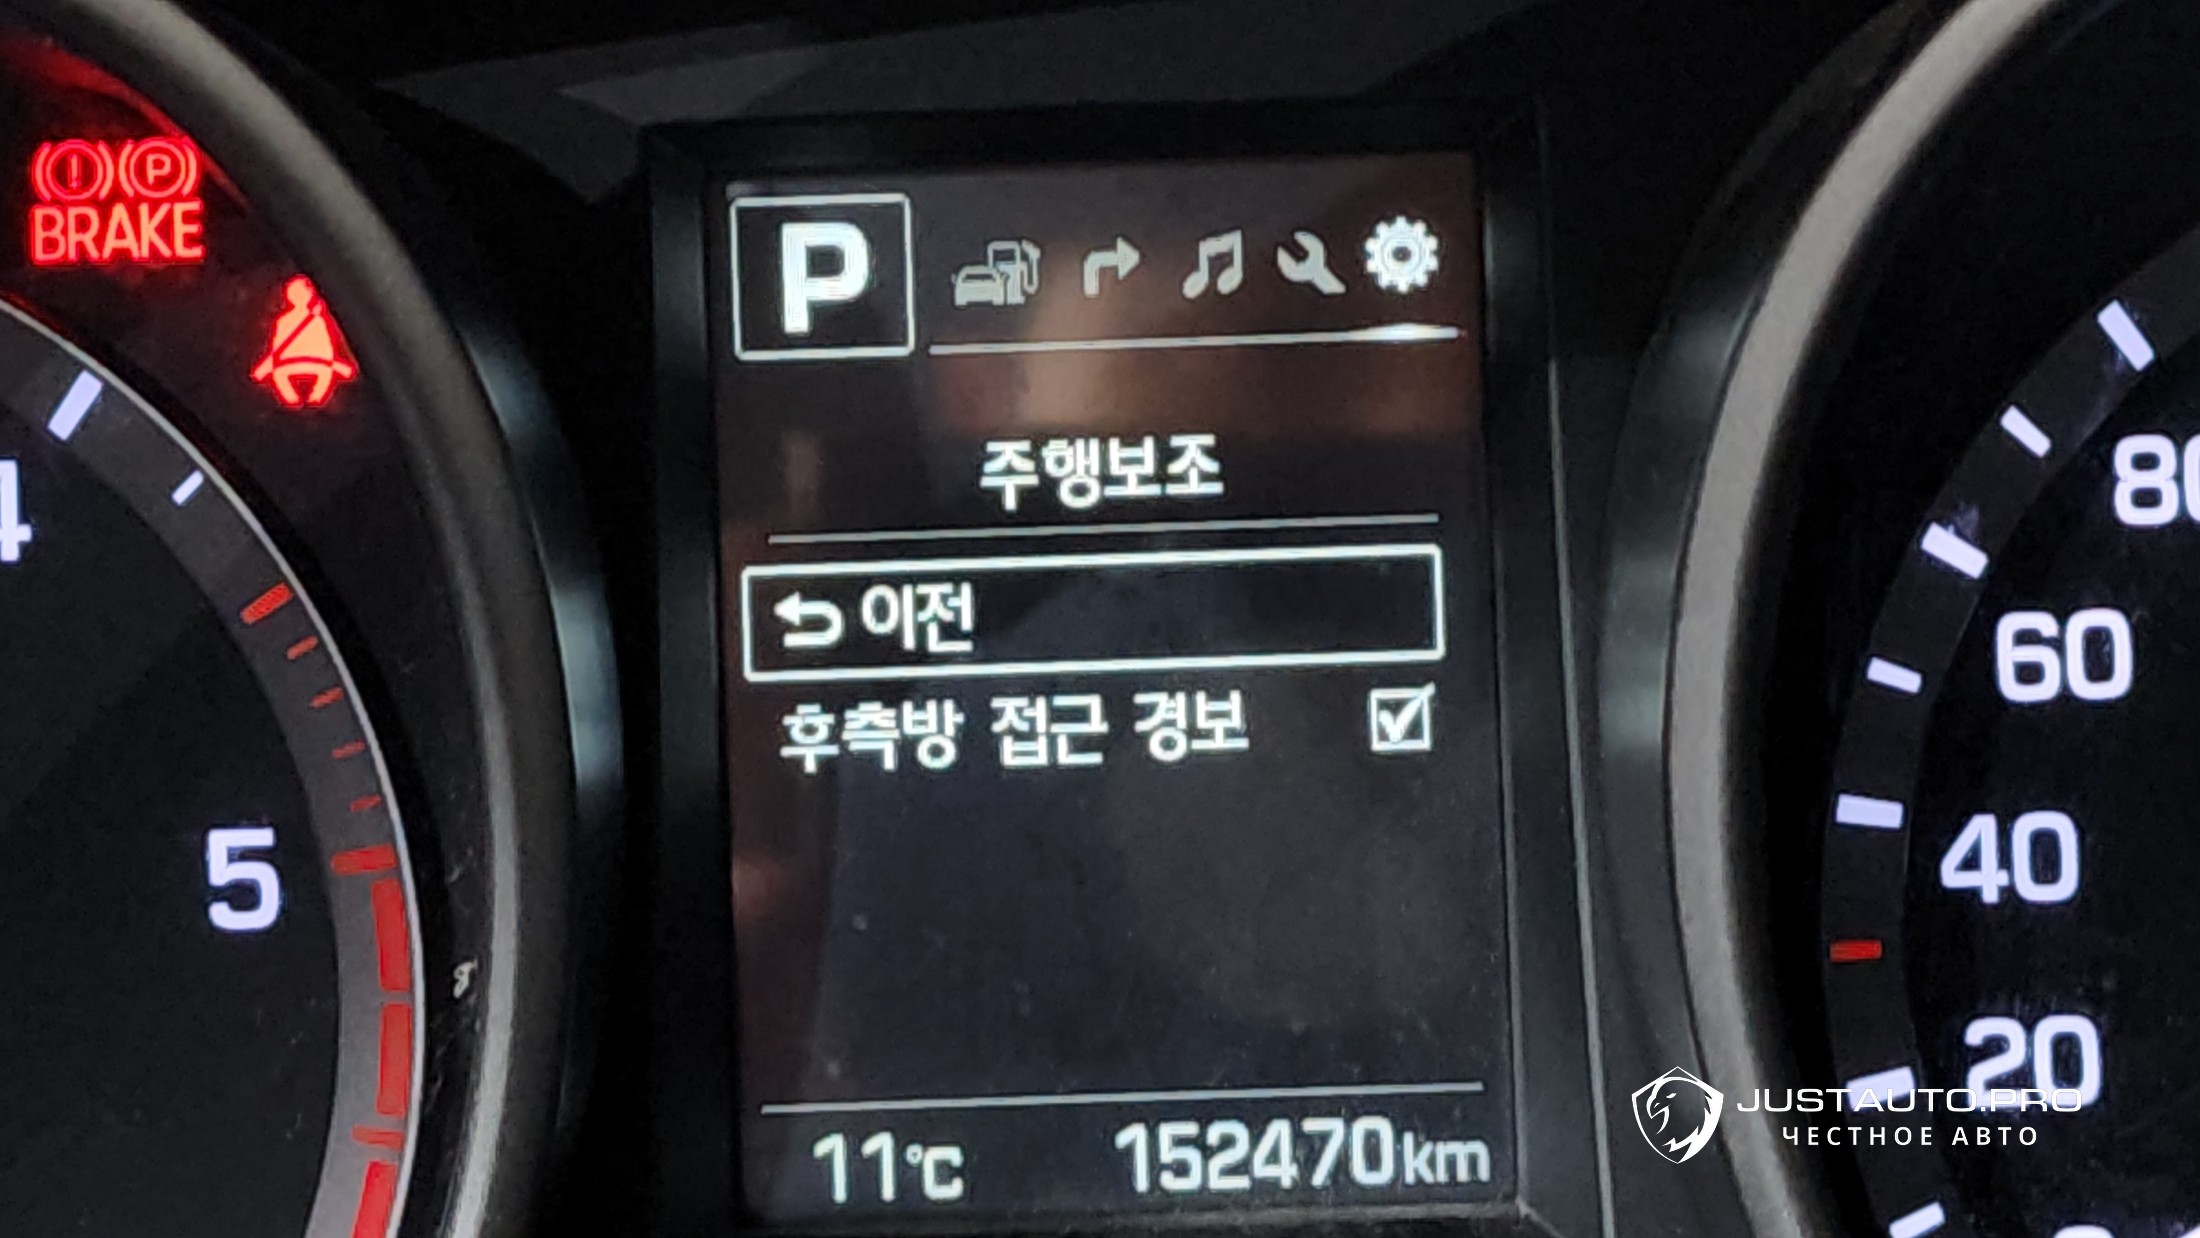 BRAKE
P
주행보조
이전
후측방 접근 경보
11°C 152470km
4
5
80
60
40
20
JUSTAUTO.PRO
ЧЕСТНОЕ АВТО